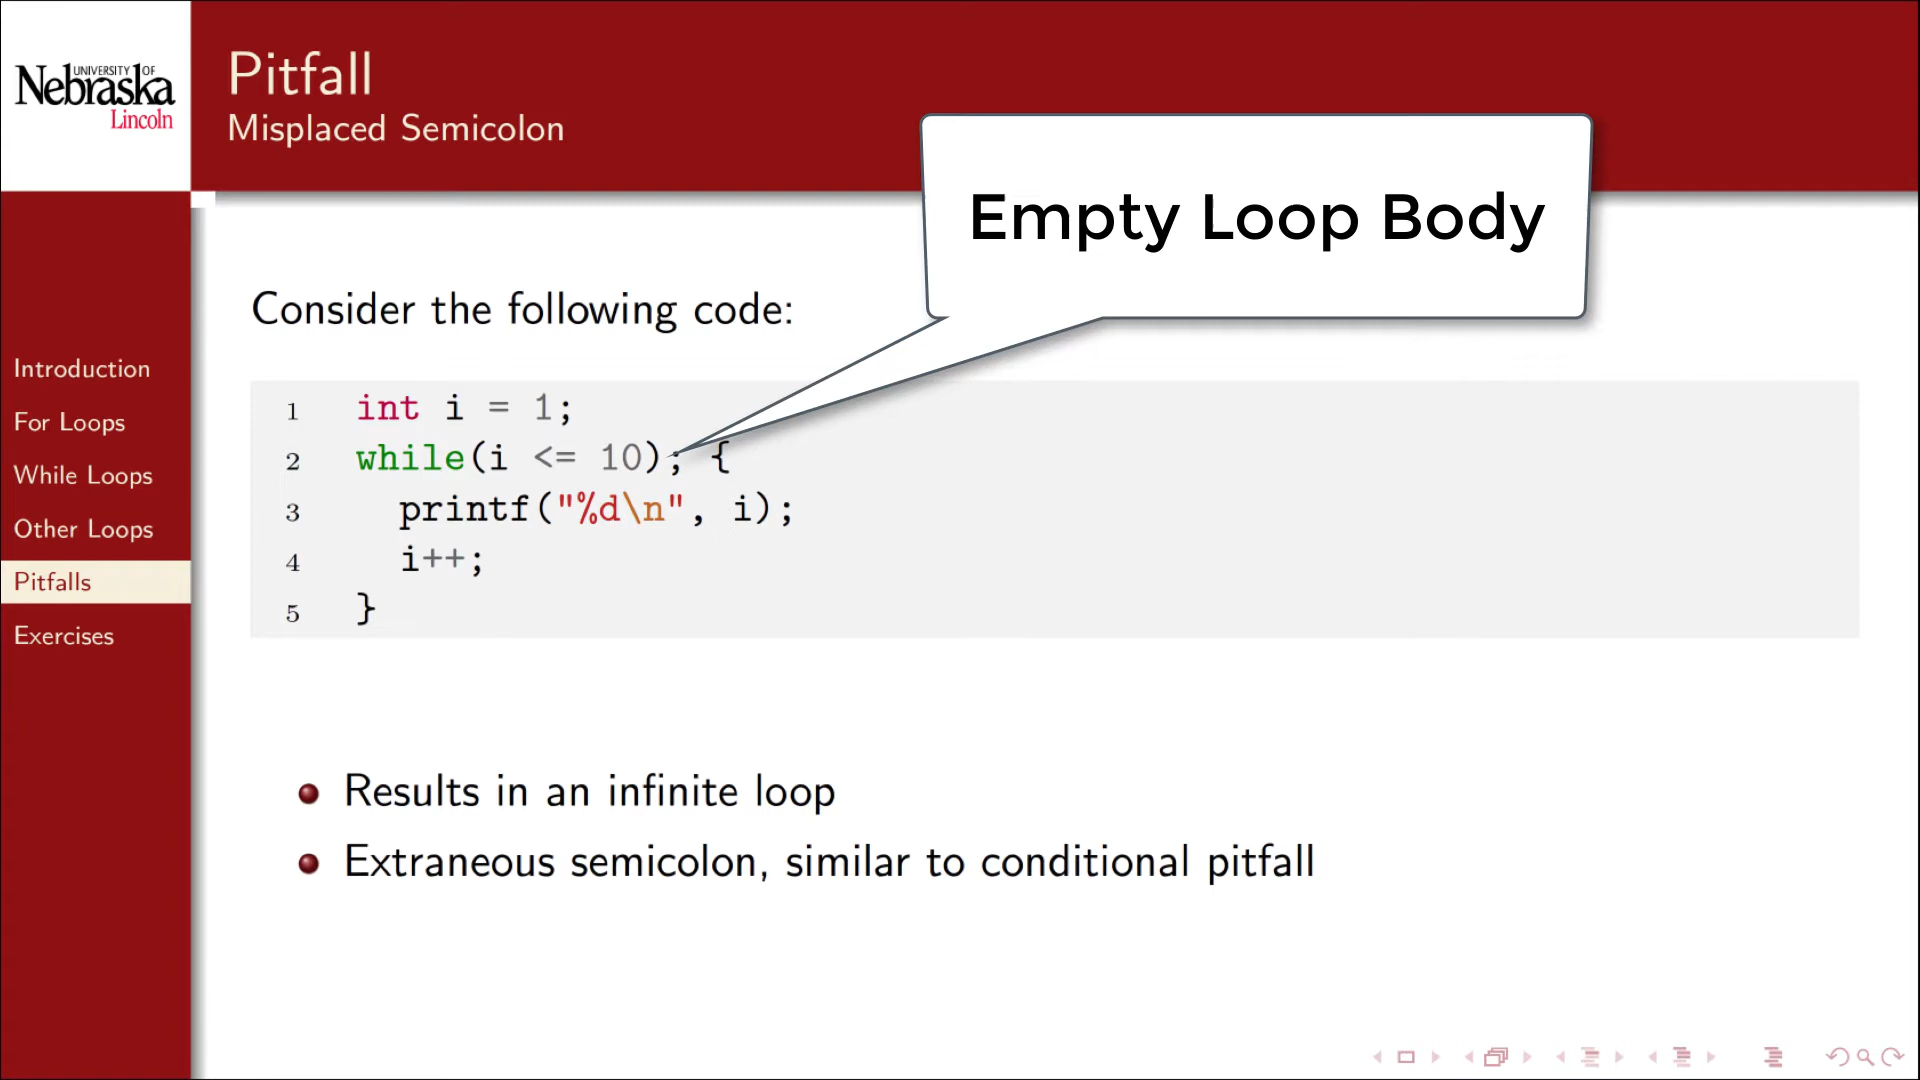 UNIVERSITY OF
Nebraska
Lincoln
Pitfall
Misplaced Semicolon
Empty Loop Body
Introduction
For Loops
While Loops
Other Loops
Pitfalls
Exercises
Consider the following code:
1 int i = 1;
2 while(i <= 10); {
3 printf("%d\n", i);
4 i++;
5 }
Results in an infinite loop
Extraneous semicolon, similar to conditional pitfall